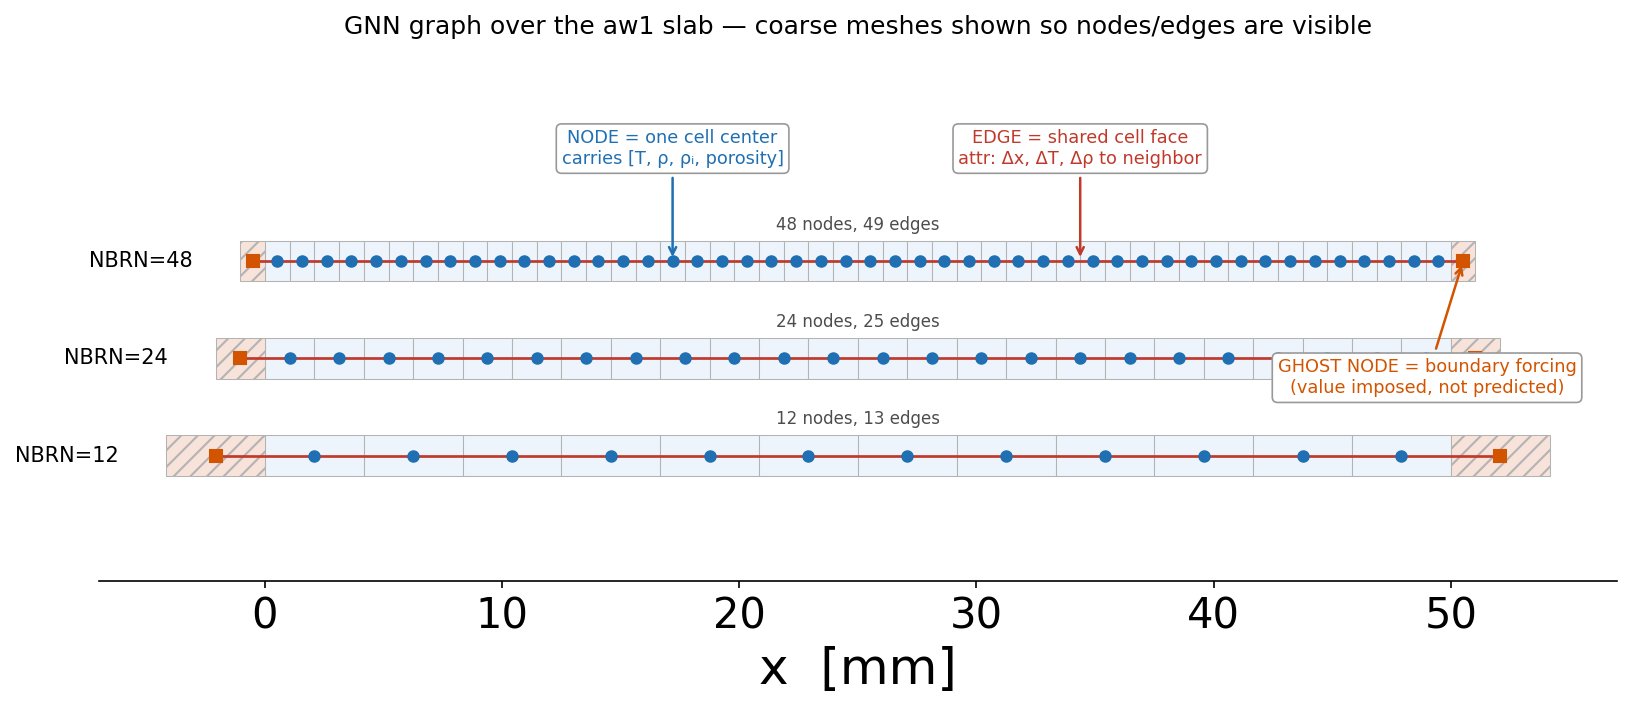 GNN graph over the aw1 slab — coarse meshes shown so nodes/edges are visible
NODE = one cell center
carries [T, ρ, ρᵢ, porosity]
EDGE = shared cell face
attr: Δx, ΔT, Δρ to neighbor
48 nodes, 49 edges
NBRN=48
24 nodes, 25 edges
NBRN=24
GHOST NODE = boundary forcing
(value imposed, not predicted)
12 nodes, 13 edges
NBRN=12
0 10 20 30 40 50
x [mm]